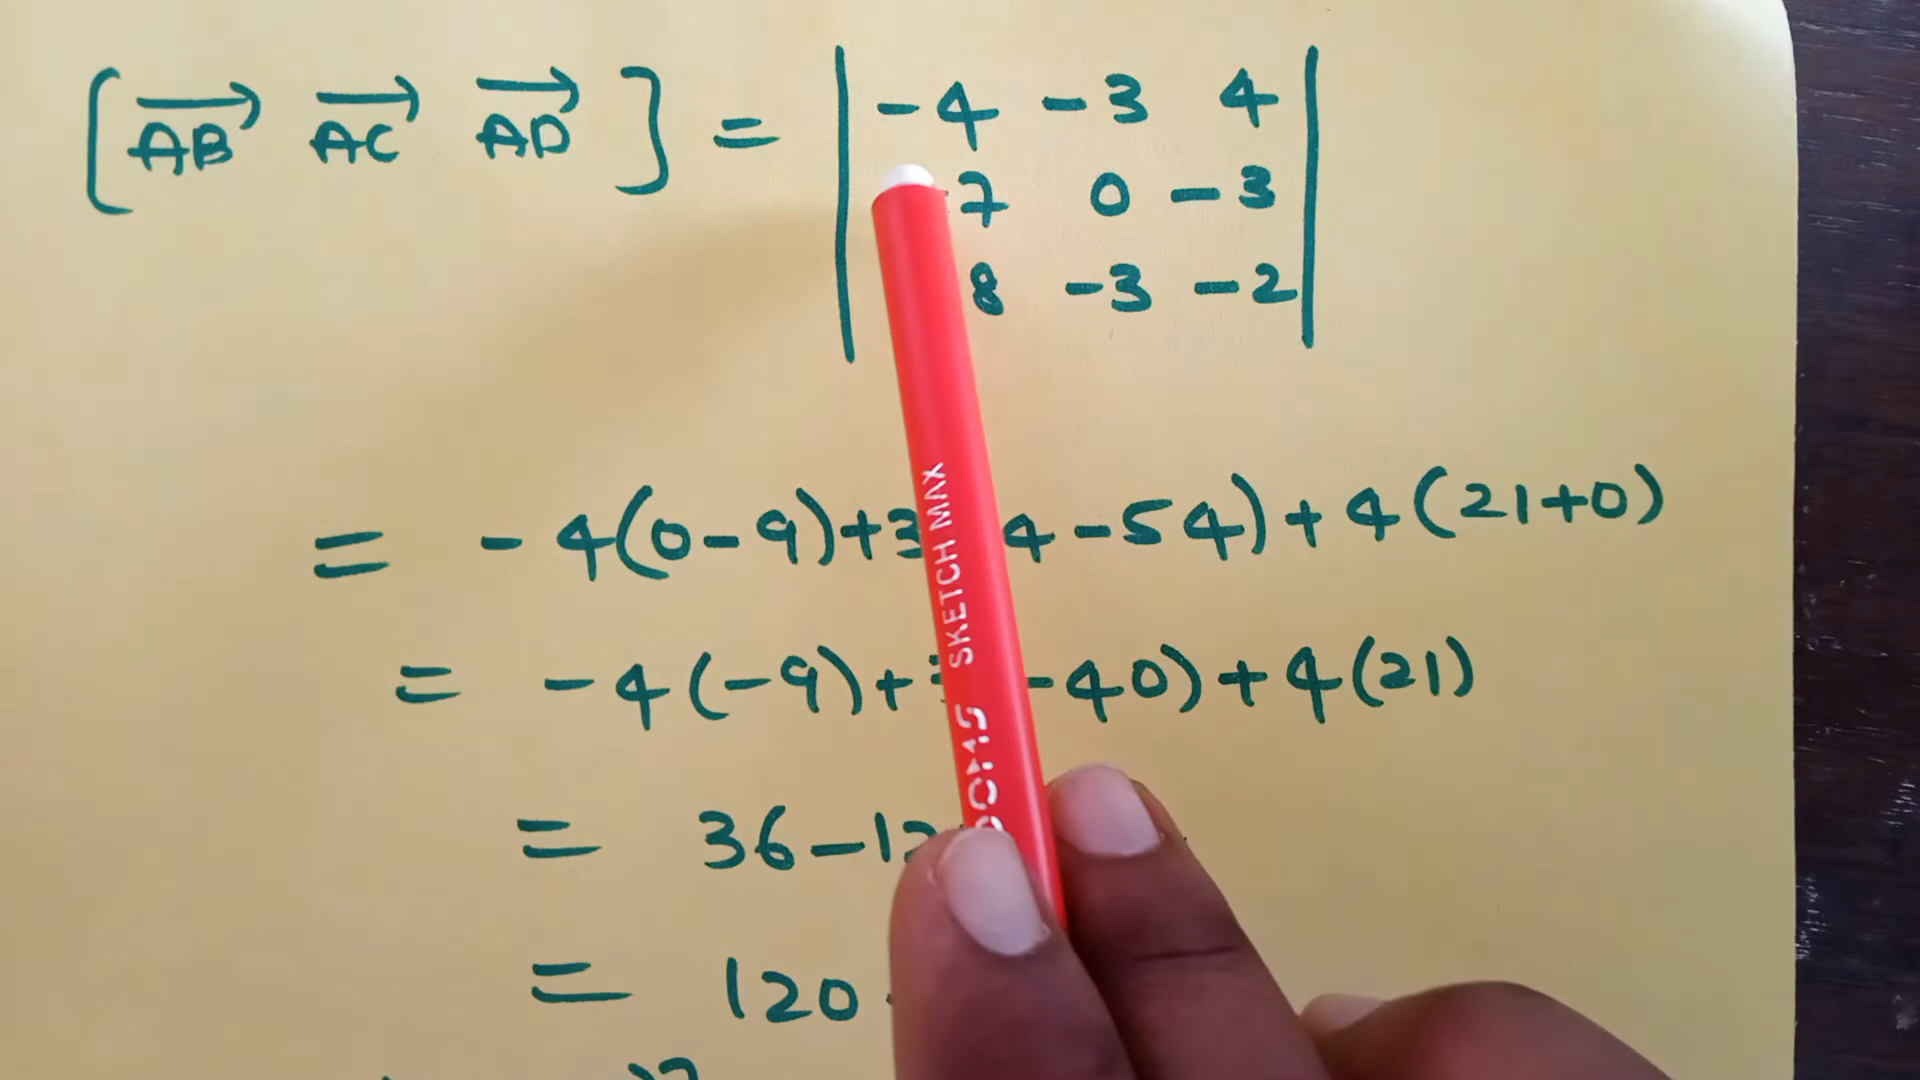 [AB AC AD] = | -4 -3 4 |
7 0 -3
8 -3 -2
= -4(0-9)+3 4-54)+4(21+0)
= -4(-9)+ -40)+4(21)
= 36-12
= 120
DOMS SKETCH MAX